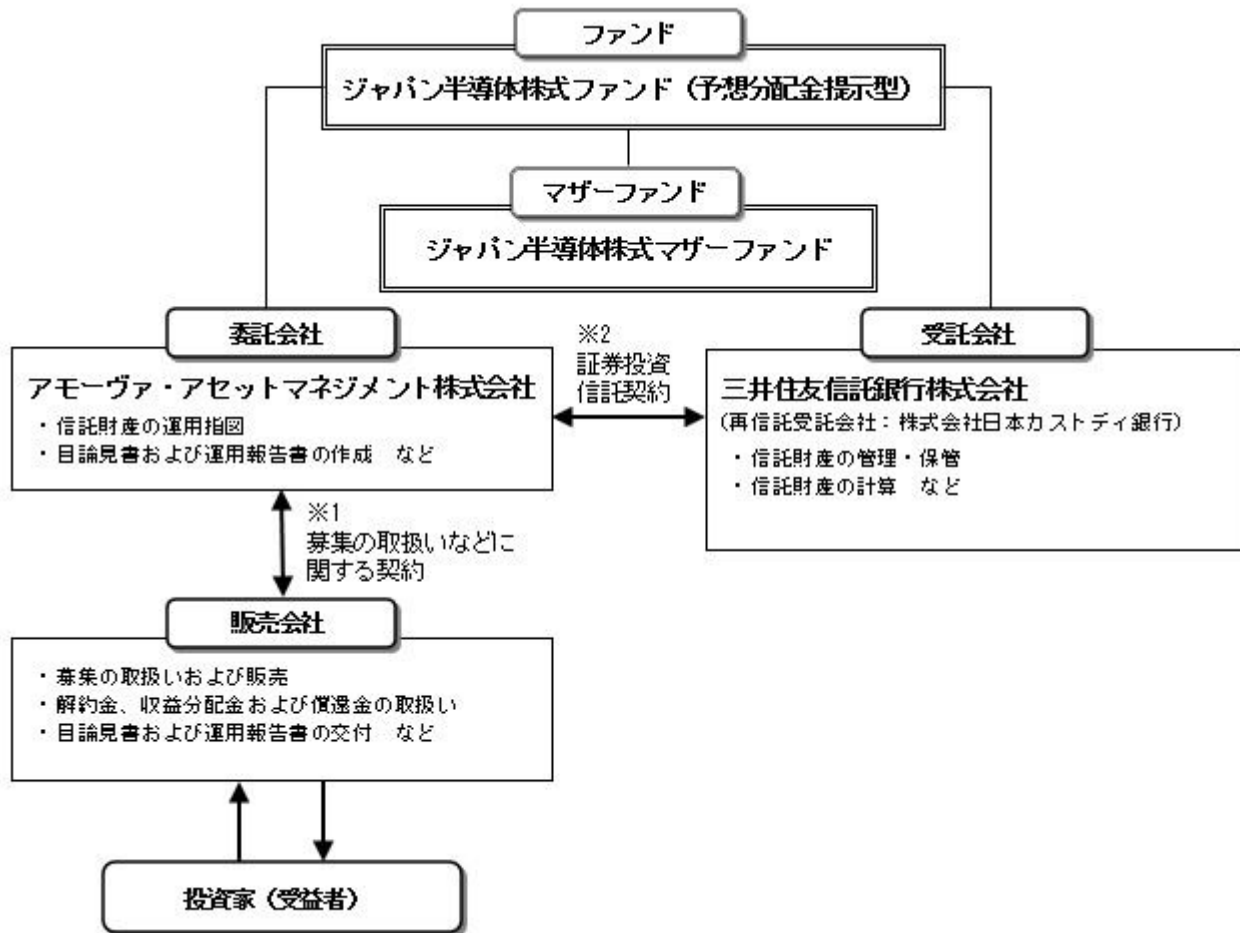 ファンド
ジャパン半導体株式ファンド（予想分配金提示型）
マザーファンド
ジャパン半導体株式マザーファンド
委託会社
アモーヴァ・アセットマネジメント株式会社
・信託財産の運用指図
・目論見書および運用報告書の作成　など
※2
証券投資
信託契約
受託会社
三井住友信託銀行株式会社
(再信託受託会社：株式会社日本カストディ銀行)
・信託財産の管理・保管
・信託財産の計算　など
※1
募集の取扱いなどに
関する契約
販売会社
・募集の取扱いおよび販売
・解約金、収益分配金および償還金の取扱い
・目論見書および運用報告書の交付　など
投資家（受益者）